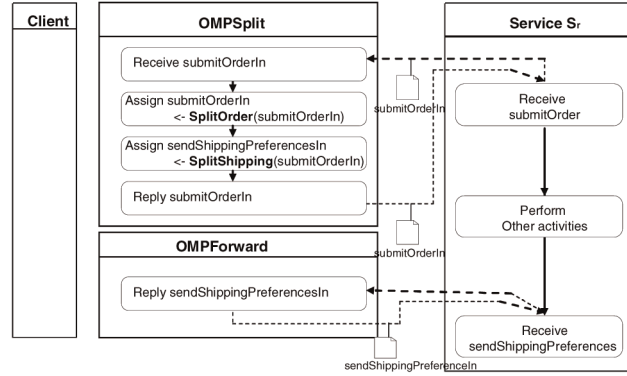 Client
OMPSplit
Service Sr
Receive submitOrderIn
Assign submitOrderIn
<- SplitOrder(submitOrderIn)
Assign sendShippingPreferencesIn
<- SplitShipping(submitOrderIn)
Reply submitOrderIn
submitOrderIn
submitOrderIn
Receive
submitOrder
Perform
Other activities
OMPForward
Reply sendShippingPreferencesIn
sendShippingPreferenceIn
Receive
sendShippingPreferences